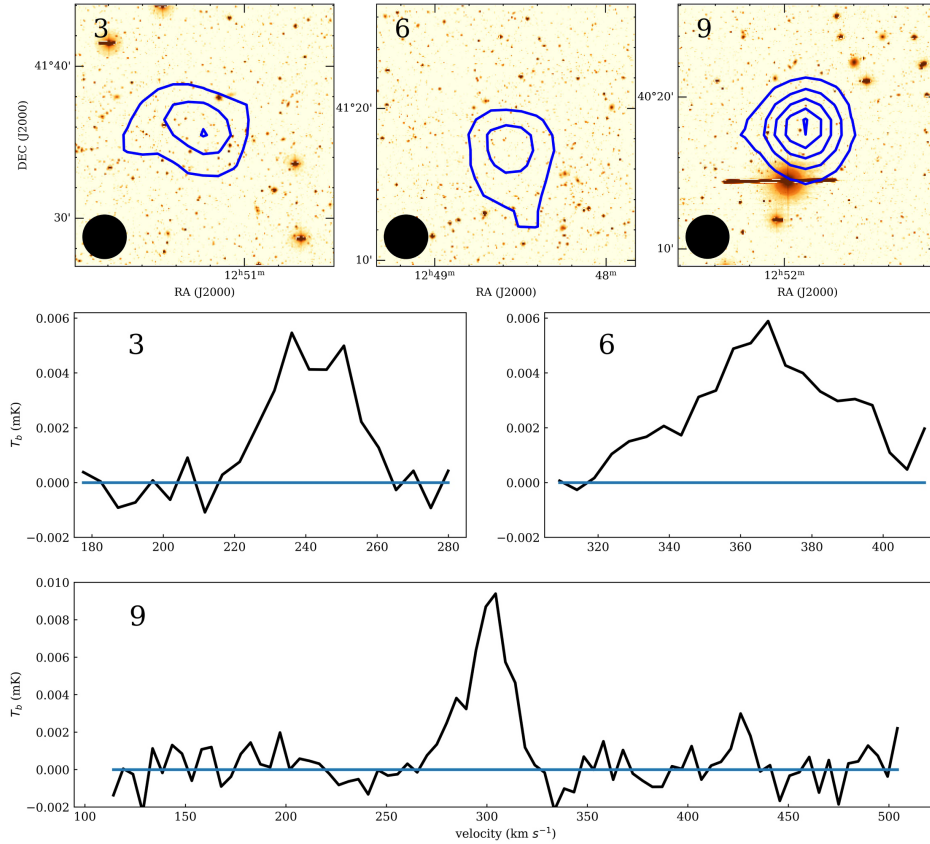 3
6
9
41°40'
30'
DEC (J2000)
12ʰ51ᵐ
RA (J2000)
41°20'
10'
12ʰ49ᵐ
48ᵐ
RA (J2000)
40°20'
10'
12ʰ52ᵐ
RA (J2000)
3
0.006
0.004
0.002
0.000
−0.002
T_b (mK)
180 200 220 240 260 280
6
0.006
0.004
0.002
0.000
−0.002
320 340 360 380 400
9
0.010
0.008
0.006
0.004
0.002
0.000
−0.002
T_b (mK)
100 150 200 250 300 350 400 450 500
velocity (km s⁻¹)